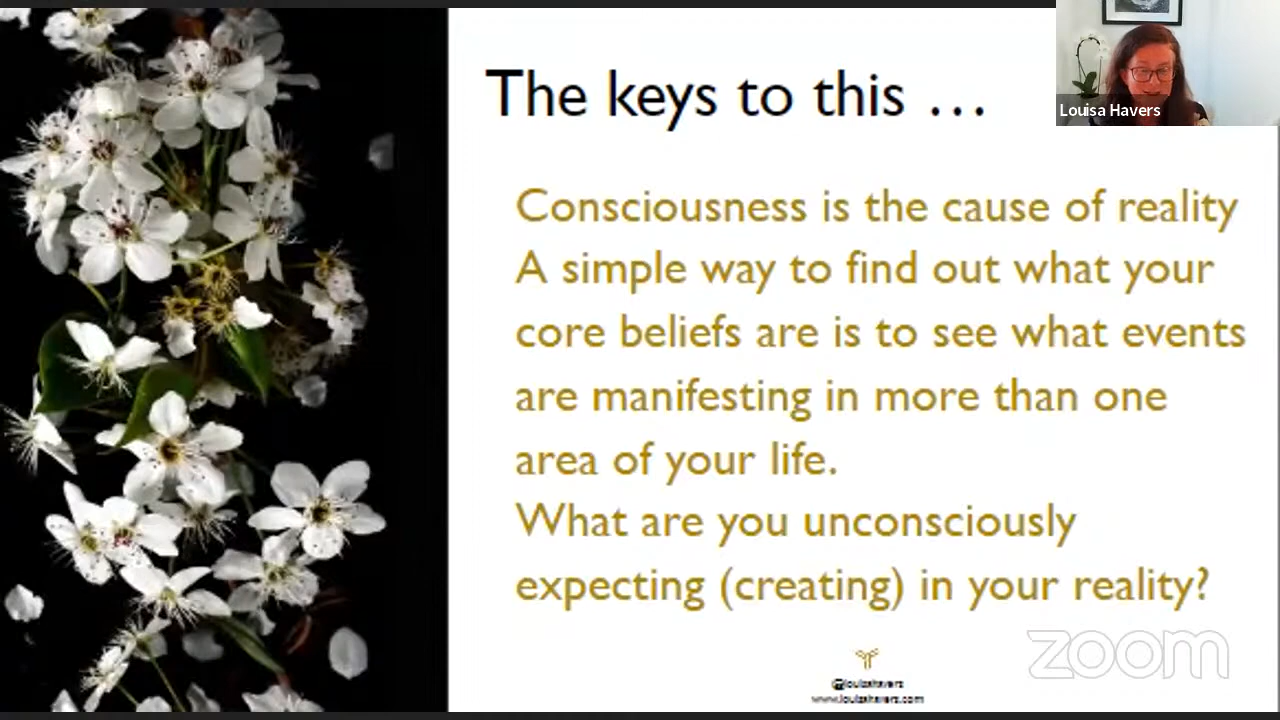 The keys to this …
Louisa Havers
Consciousness is the cause of reality
A simple way to find out what your
core beliefs are is to see what events
are manifesting in more than one
area of your life.
What are you unconsciously
expecting (creating) in your reality?
zoom
@louisahavers
www.louisahavers.com